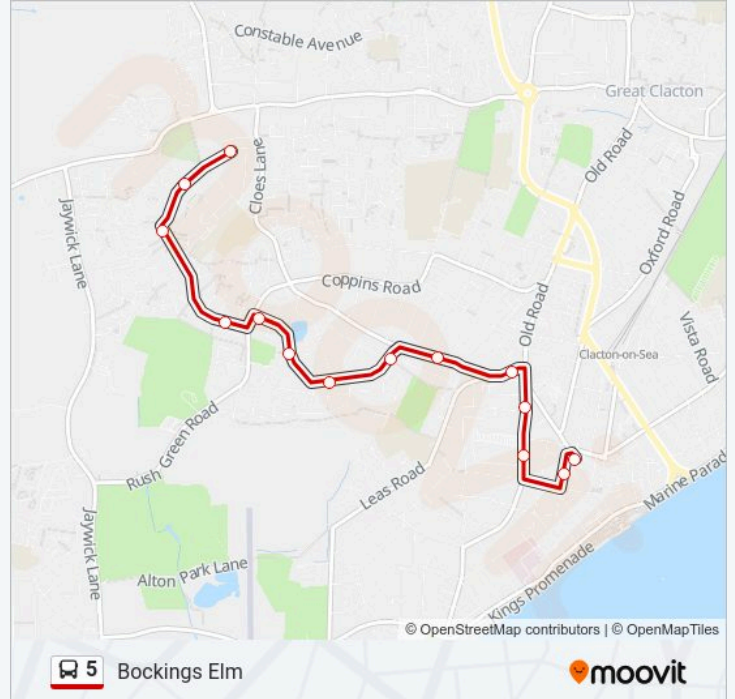 Constable Avenue
Great Clacton
Old Road
Cloes Lane
Jaywick Lane
Oxford Road
Coppins Road
Old Road
Vista Road
Clacton-on-Sea
Rush Green Road
Leas Road
Marine Parad
Jaywick Lane
Alton Park Lane
Kings Promenade
© OpenStreetMap contributors | © OpenMapTiles
5 Bockings Elm
moovit